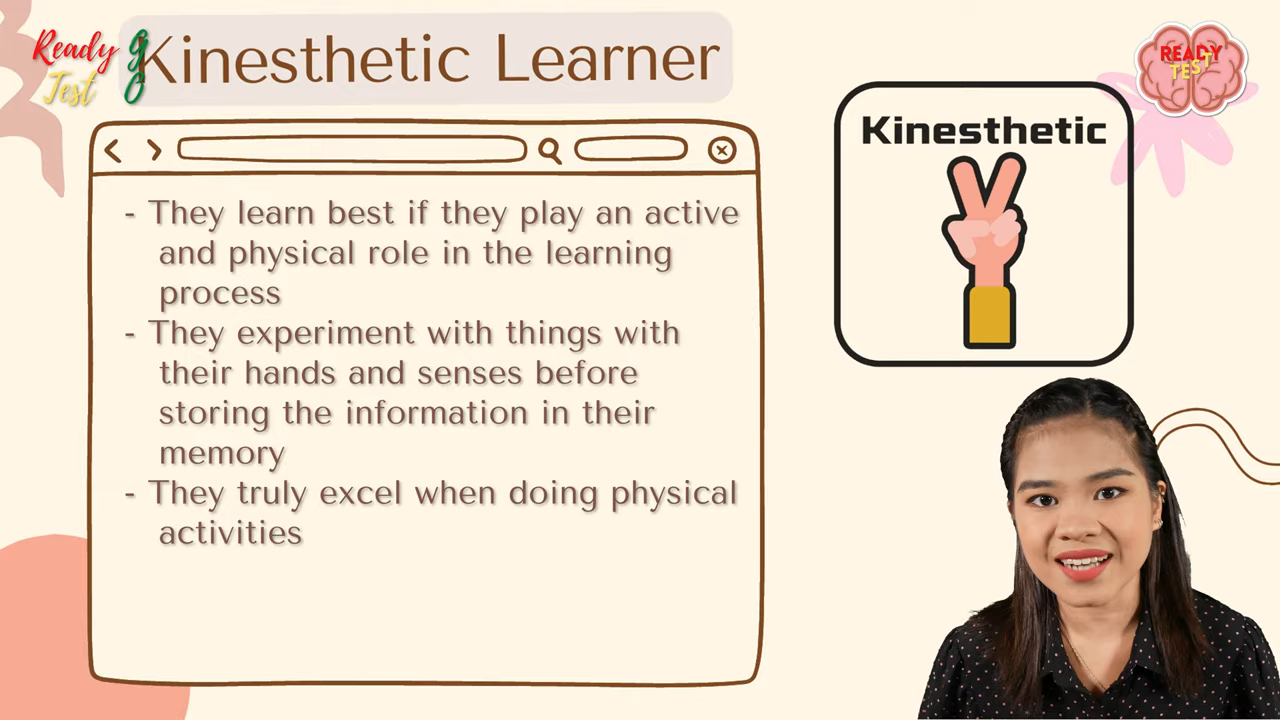 Ready go
Test
Kinesthetic Learner
READY
TEST
Kinesthetic
- They learn best if they play an active
and physical role in the learning
process
- They experiment with things with
their hands and senses before
storing the information in their
memory
- They truly excel when doing physical
activities